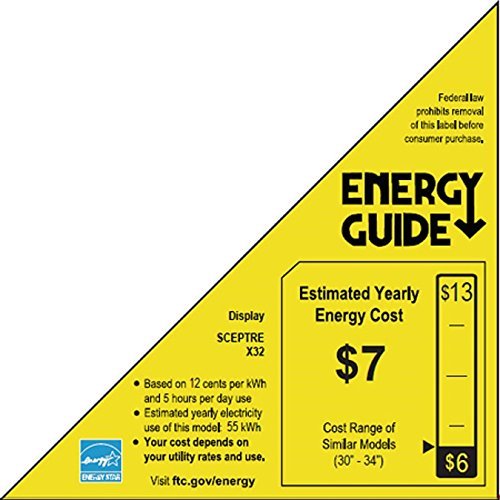 Federal law
prohibits removal
of this label before
consumer purchase.
ENERGY
GUIDE
Display
SCEPTRE
X32
• Based on 12 cents per kWh
and 5 hours per day use
• Estimated yearly electricity
use of this model: 55 kWh
• Your cost depends on
your utility rates and use.
Visit ftc.gov/energy
energy
ENERGY STAR
Estimated Yearly
Energy Cost
$7
Cost Range of
Similar Models
(30" - 34")
$13
$6